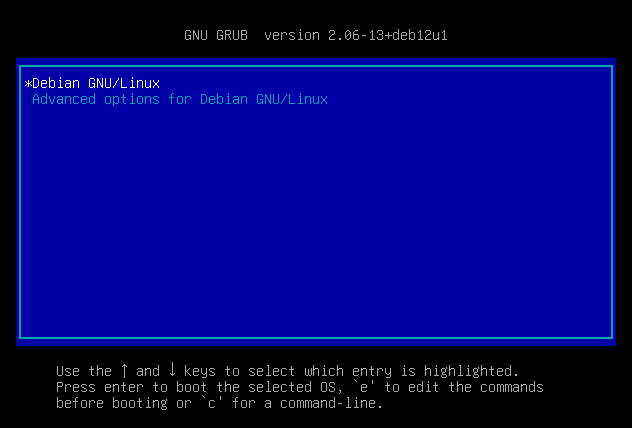 GNU GRUB  version 2.06-13+deb12u1
*Debian GNU/Linux
Advanced options for Debian GNU/Linux
Use the ↑ and ↓ keys to select which entry is highlighted.
Press enter to boot the selected OS, `e' to edit the commands
before booting or `c' for a command-line.